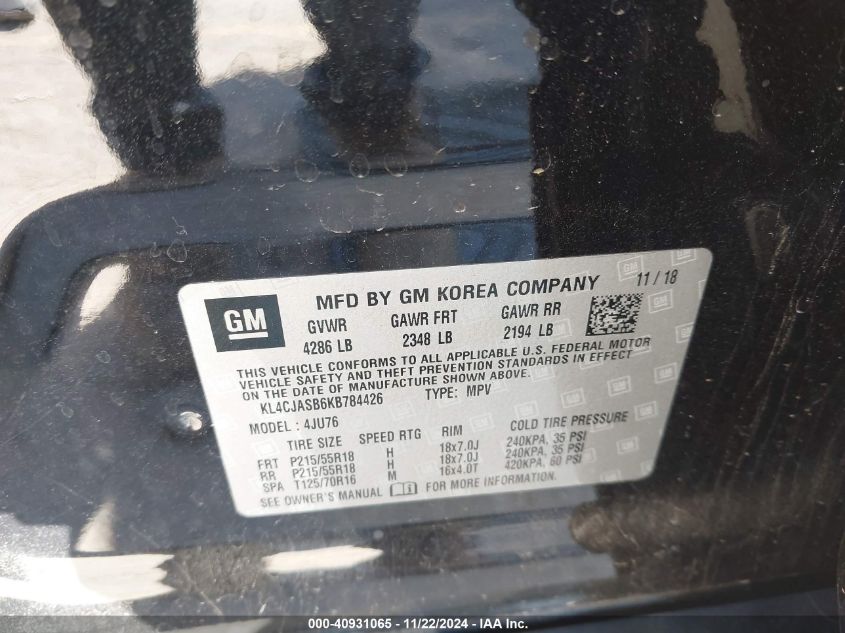 GM
MFD BY GM KOREA COMPANY 11/18
GVWR GAWR FRT GAWR RR
4286 LB 2348 LB 2194 LB
THIS VEHICLE CONFORMS TO ALL APPLICABLE U.S. FEDERAL MOTOR
VEHICLE SAFETY AND THEFT PREVENTION STANDARDS IN EFFECT
ON THE DATE OF MANUFACTURE SHOWN ABOVE.
KL4CJASB6KB784426 TYPE: MPV
MODEL: 4JU76
TIRE SIZE SPEED RTG RIM COLD TIRE PRESSURE
FRT P215/55R18 H 18x7.0J 240KPA, 35 PSI
RR P215/55R18 H 18x7.0J 240KPA, 35 PSI
SPA T125/70R16 M 16x4.0T 420KPA, 60 PSI
SEE OWNER'S MANUAL FOR MORE INFORMATION.
000-40931065 - 11/22/2024 - IAA Inc.